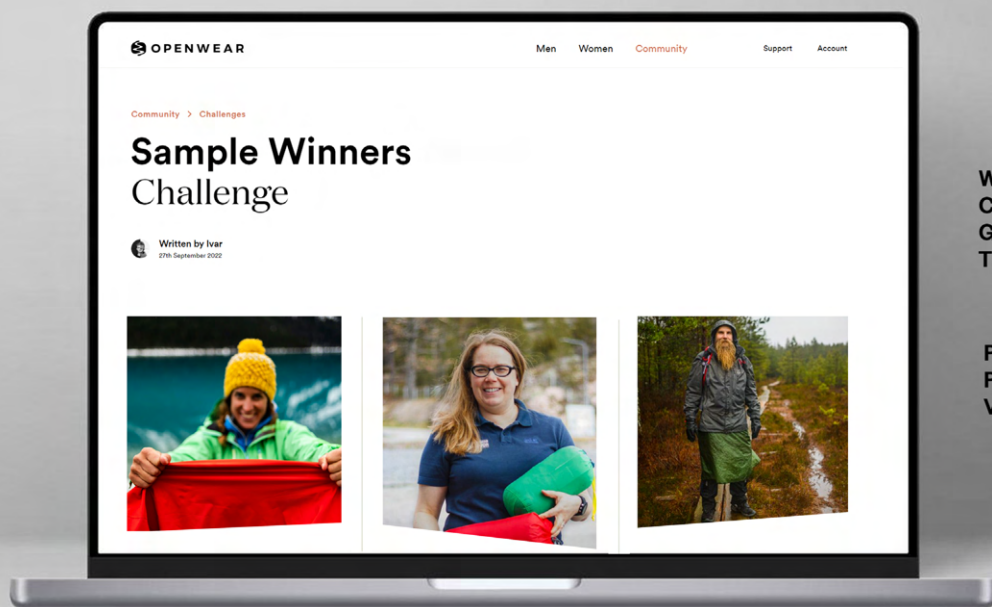 OPENWEAR
Men
Women
Community
Support
Account
Community > Challenges
Sample Winners
Challenge
Written by Ivar
27th September 2022
W
C
G
T
F
F
V